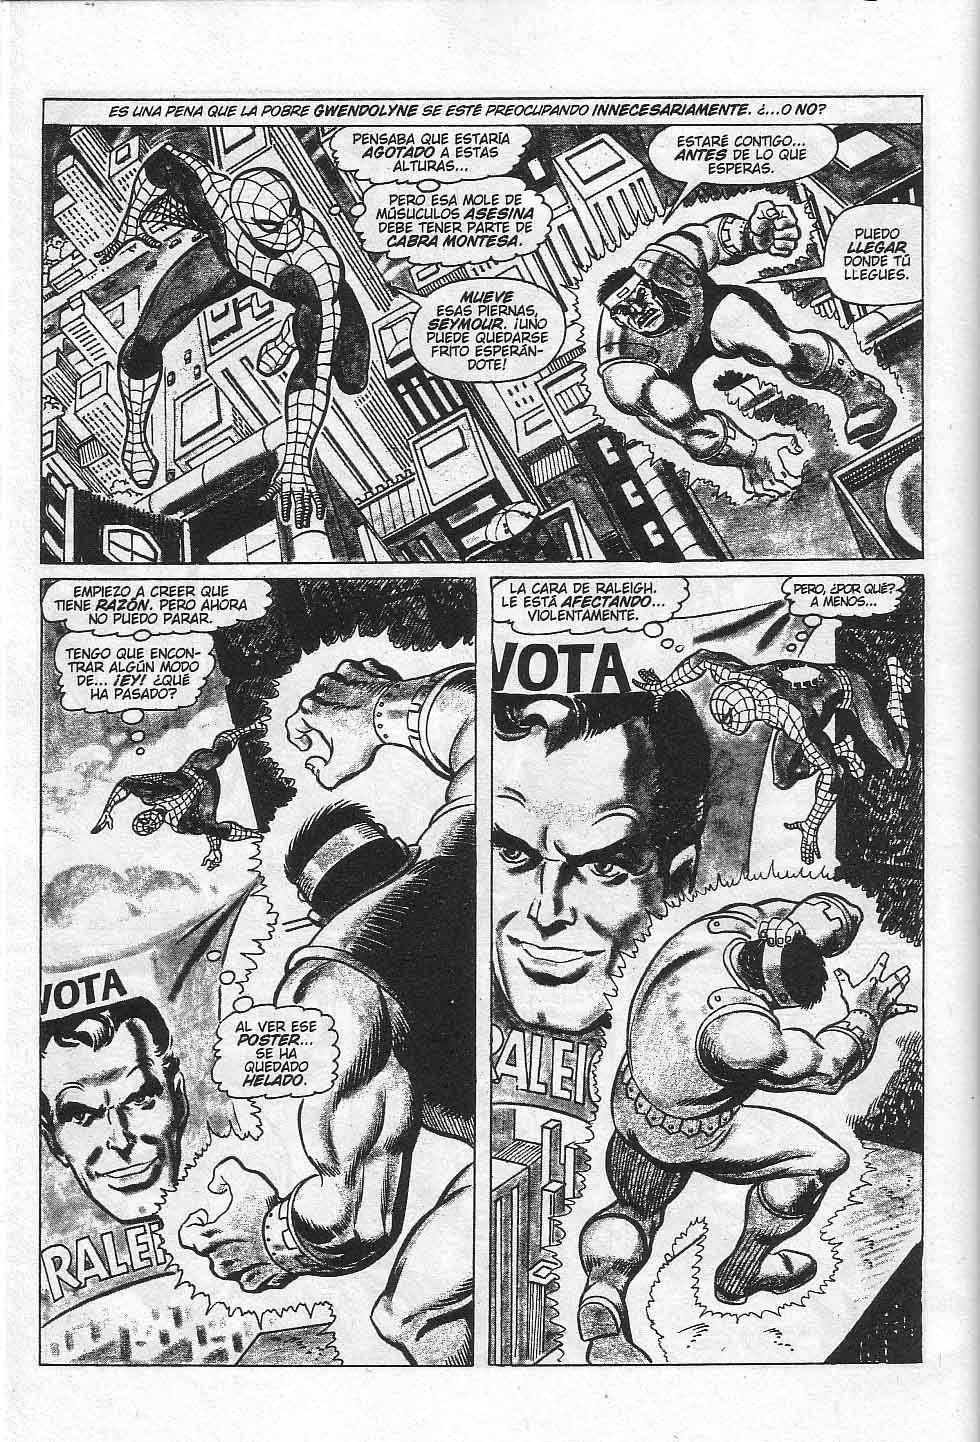 ES UNA PENA QUE LA POBRE GWENDOLYNE SE ESTÉ PREOCUPANDO INNECESARIAMENTE. ¿...O NO?
PENSABA QUE ESTARÍA
AGOTADO A ESTAS
ALTURAS...
PERO ESA MOLE DE
MÚSUCULOS ASESINA
DEBE TENER PARTE DE
CABRA MONTESA.
MUEVE
ESAS PIERNAS,
SEYMOUR. ¡UNO
PUEDE QUEDARSE
FRITO ESPERÁN-
DOTE!
ESTARÉ CONTIGO...
ANTES DE LO QUE
ESPERAS.
PUEDO
LLEGAR
DONDE TÚ
LLEGUES.
EMPIEZO A CREER QUE
TIENE RAZÓN. PERO AHORA
NO PUEDO PARAR.
TENGO QUE ENCON-
TRAR ALGÚN MODO
DE... ¡EY! ¿QUÉ
HA PASADO?
VOTA
AL VER ESE
POSTER...
SE HA
QUEDADO
HELADO.
RALEI
LA CARA DE RALEIGH.
LE ESTÁ AFECTANDO...
VIOLENTAMENTE.
PERO, ¿POR QUÉ?
A MENOS...
VOTA
RALEI